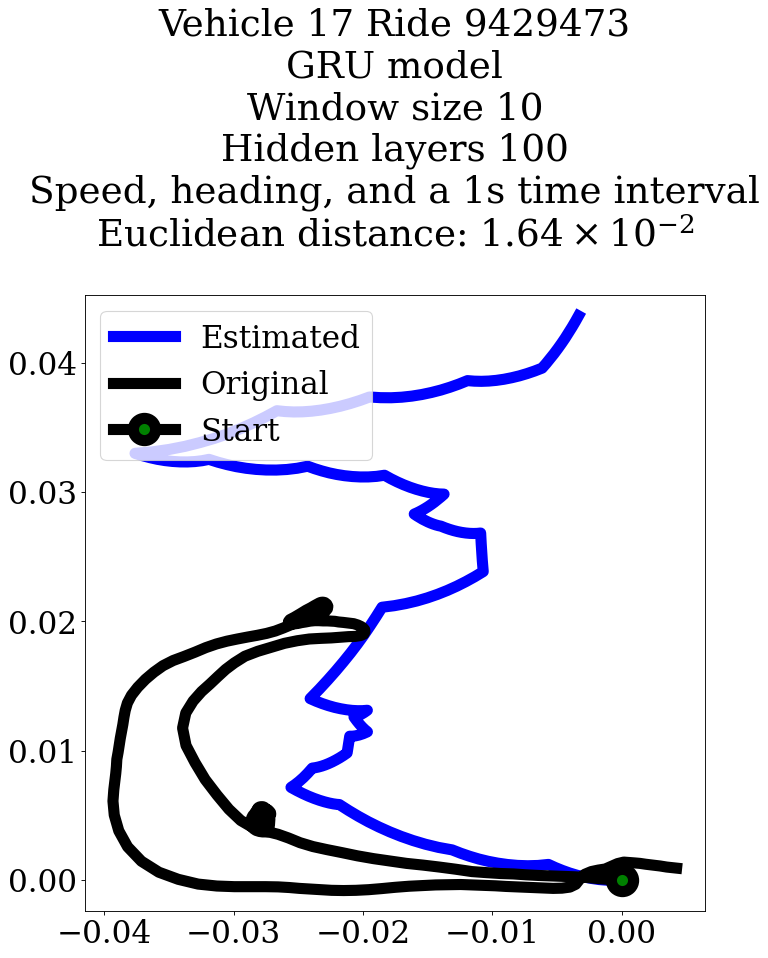 Vehicle 17 Ride 9429473
GRU model
Window size 10
Hidden layers 100
Speed, heading, and a 1s time interval
Euclidean distance: 1.64 × 10⁻²
Estimated
Original
Start
0.04
0.03
0.02
0.01
0.00
−0.04 −0.03 −0.02 −0.01 0.00